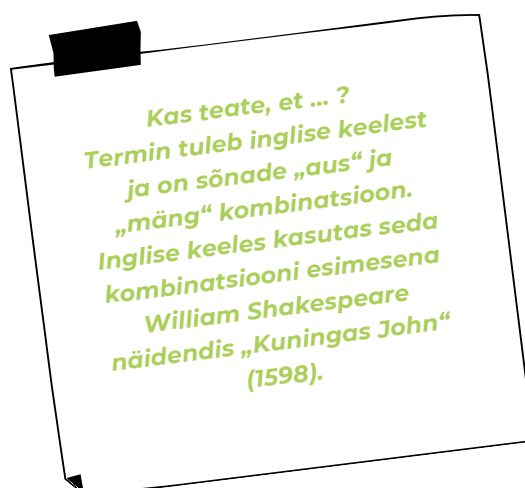 Kas teate, et ... ?
Termin tuleb inglise keelest
ja on sõnade „aus“ ja
„mäng“ kombinatsioon.
Inglise keeles kasutas seda
kombinatsiooni esimesena
William Shakespeare
näidendis „Kuningas John“
(1598).